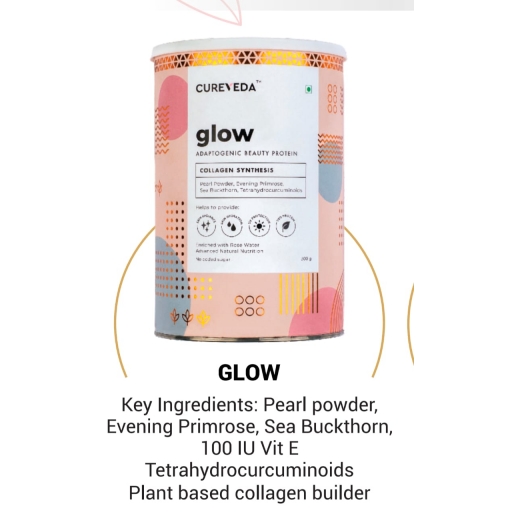 CUREVEDA™
glow
ADAPTOGENIC BEAUTY PROTEIN
COLLAGEN SYNTHESIS
Pearl Powder, Evening Primrose,
Sea Buckthorn, Tetrahydrocurcuminoids
Helps to provide:
Enriched with Rose Water
Advanced Natural Nutrition
No added sugar
GLOW
Key Ingredients: Pearl powder,
Evening Primrose, Sea Buckthorn,
100 IU Vit E
Tetrahydrocurcuminoids
Plant based collagen builder